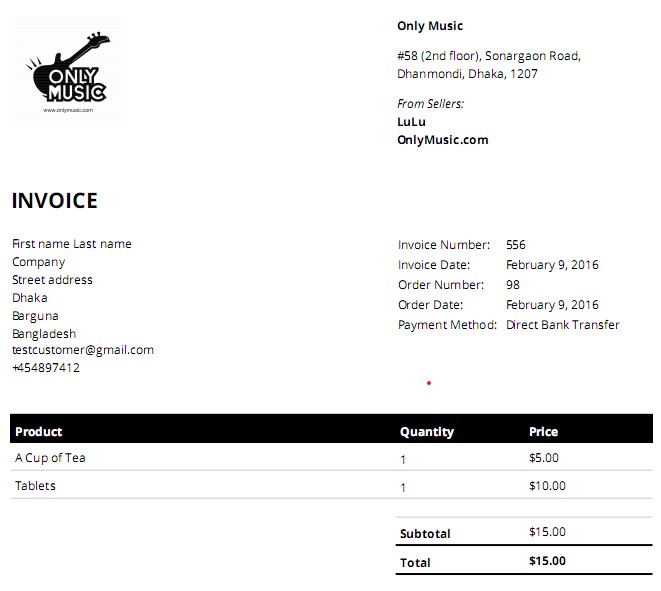 ONLY
MUSIC
www.onlymusic.com
Only Music
#58 (2nd floor), Sonargaon Road,
Dhanmondi, Dhaka, 1207
From Sellers:
LuLu
OnlyMusic.com
INVOICE
First name Last name
Company
Street address
Dhaka
Barguna
Bangladesh
testcustomer@gmail.com
+454897412
Invoice Number: 556
Invoice Date: February 9, 2016
Order Number: 98
Order Date: February 9, 2016
Payment Method: Direct Bank Transfer
Product Quantity Price
A Cup of Tea 1 $5.00
Tablets 1 $10.00
Subtotal $15.00
Total $15.00